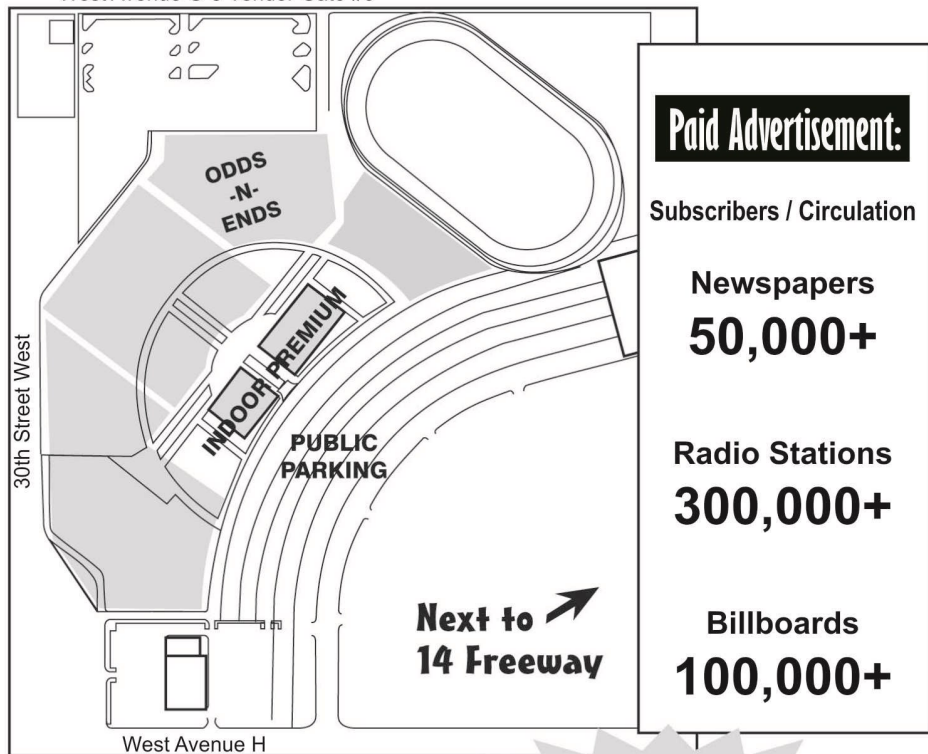 ODDS
-N-
ENDS
INDOOR PREMIUM
PUBLIC
PARKING
30th Street West
Next to
14 Freeway
West Avenue H
Paid Advertisement:
Subscribers / Circulation
Newspapers
50,000+
Radio Stations
300,000+
Billboards
100,000+